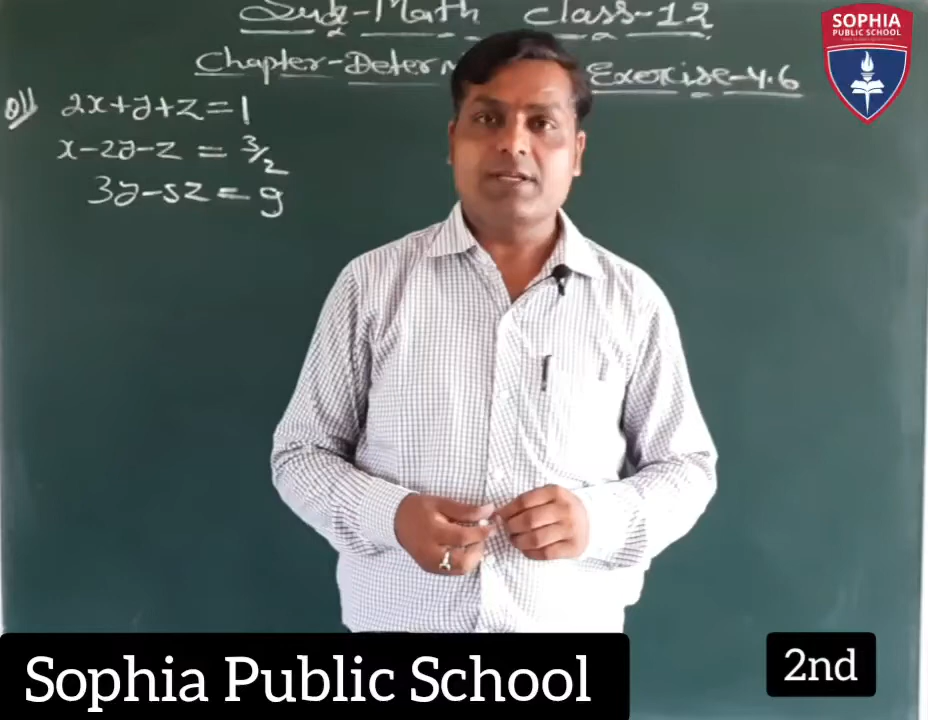 Sub-Math Class-12
SOPHIA
PUBLIC SCHOOL
Chapter-Deter Exercise-4.6
Q11 2x+y+z=1
x-2y-z = 3/2
3y-5z=9
Sophia Public School
2nd